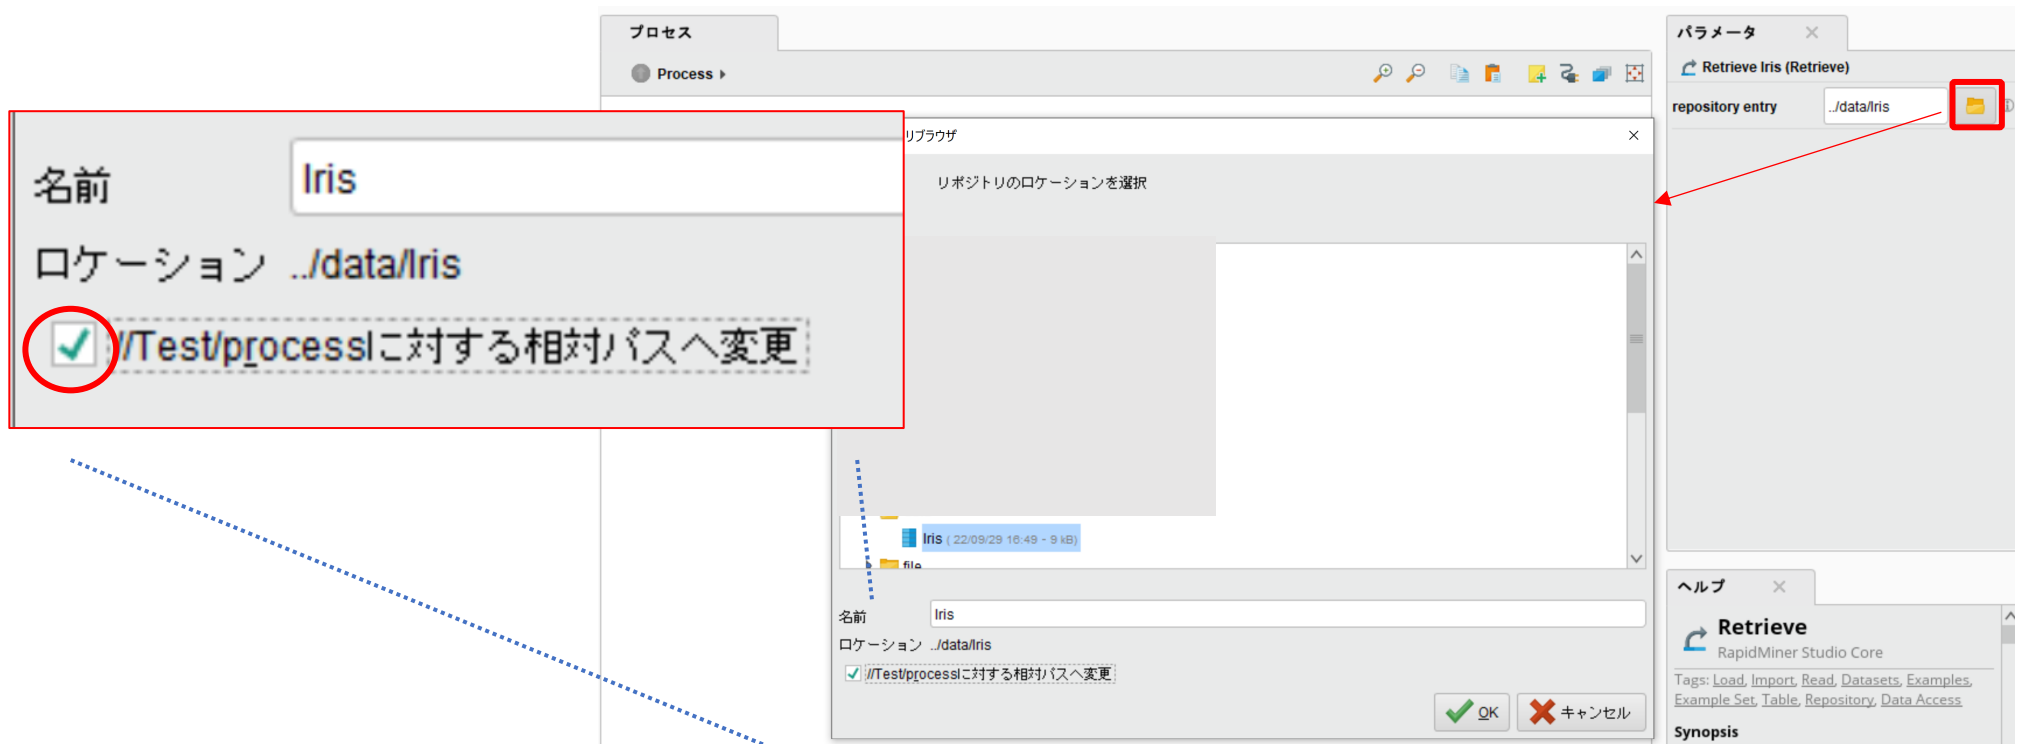 プロセス
Process
パラメータ
Retrieve Iris (Retrieve)
repository entry
../data/Iris
名前
Iris
ロケーション ../data/Iris
//Test/processに対する相対パスへ変更
リブラウザ
リポジトリのロケーションを選択
Iris ( 22/09/29 16:49 - 9 kB)
file
名前
Iris
ロケーション ../data/Iris
//Test/processに対する相対パスへ変更
OK
キャンセル
ヘルプ
Retrieve
RapidMiner Studio Core
Tags: Load, Import, Read, Datasets, Examples,
Example Set, Table, Repository, Data Access
Synopsis